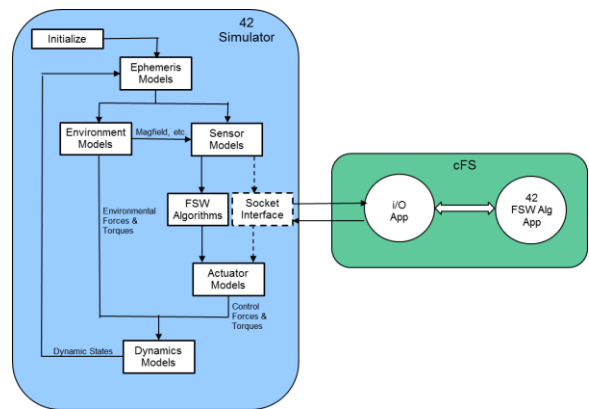 42
Simulator
Initialize
Ephemeris
Models
Environment
Models
Magfield, etc.
Sensor
Models
cFS
Environmental
Forces &
Torques
FSW
Algorithms
Socket
Interface
i/O
App
42
FSW Alg
App
Actuator
Models
Control
Forces &
Torques
Dynamic States
Dynamics
Models